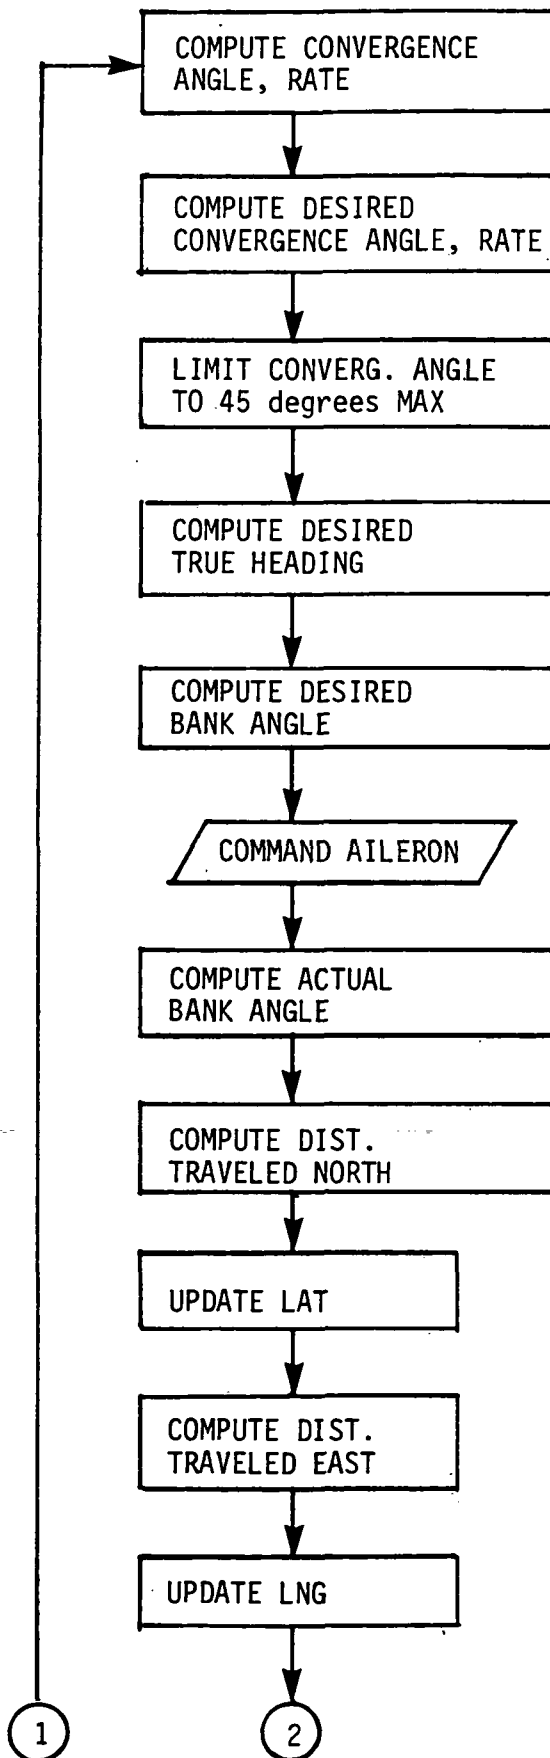 COMPUTE CONVERGENCE
ANGLE, RATE
COMPUTE DESIRED
CONVERGENCE ANGLE, RATE
LIMIT CONVERG. ANGLE
TO 45 degrees MAX
COMPUTE DESIRED
TRUE HEADING
COMPUTE DESIRED
BANK ANGLE
COMMAND AILERON
COMPUTE ACTUAL
BANK ANGLE
COMPUTE DIST.
TRAVELED NORTH
UPDATE LAT
COMPUTE DIST.
TRAVELED EAST
UPDATE LNG
1
2